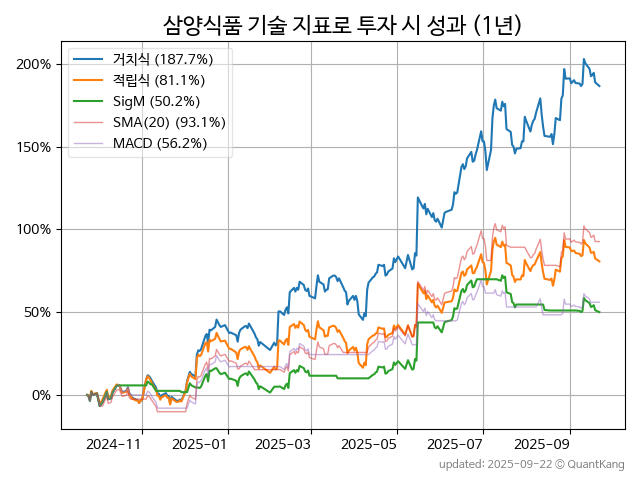 삼양식품 기술 지표로 투자 시 성과 (1년)
거치식 (187.7%)
적립식 (81.1%)
SigM (50.2%)
SMA(20) (93.1%)
MACD (56.2%)
200%
150%
100%
50%
0%
2024-11 2025-01 2025-03 2025-05 2025-07 2025-09
updated: 2025-09-22 © QuantKang